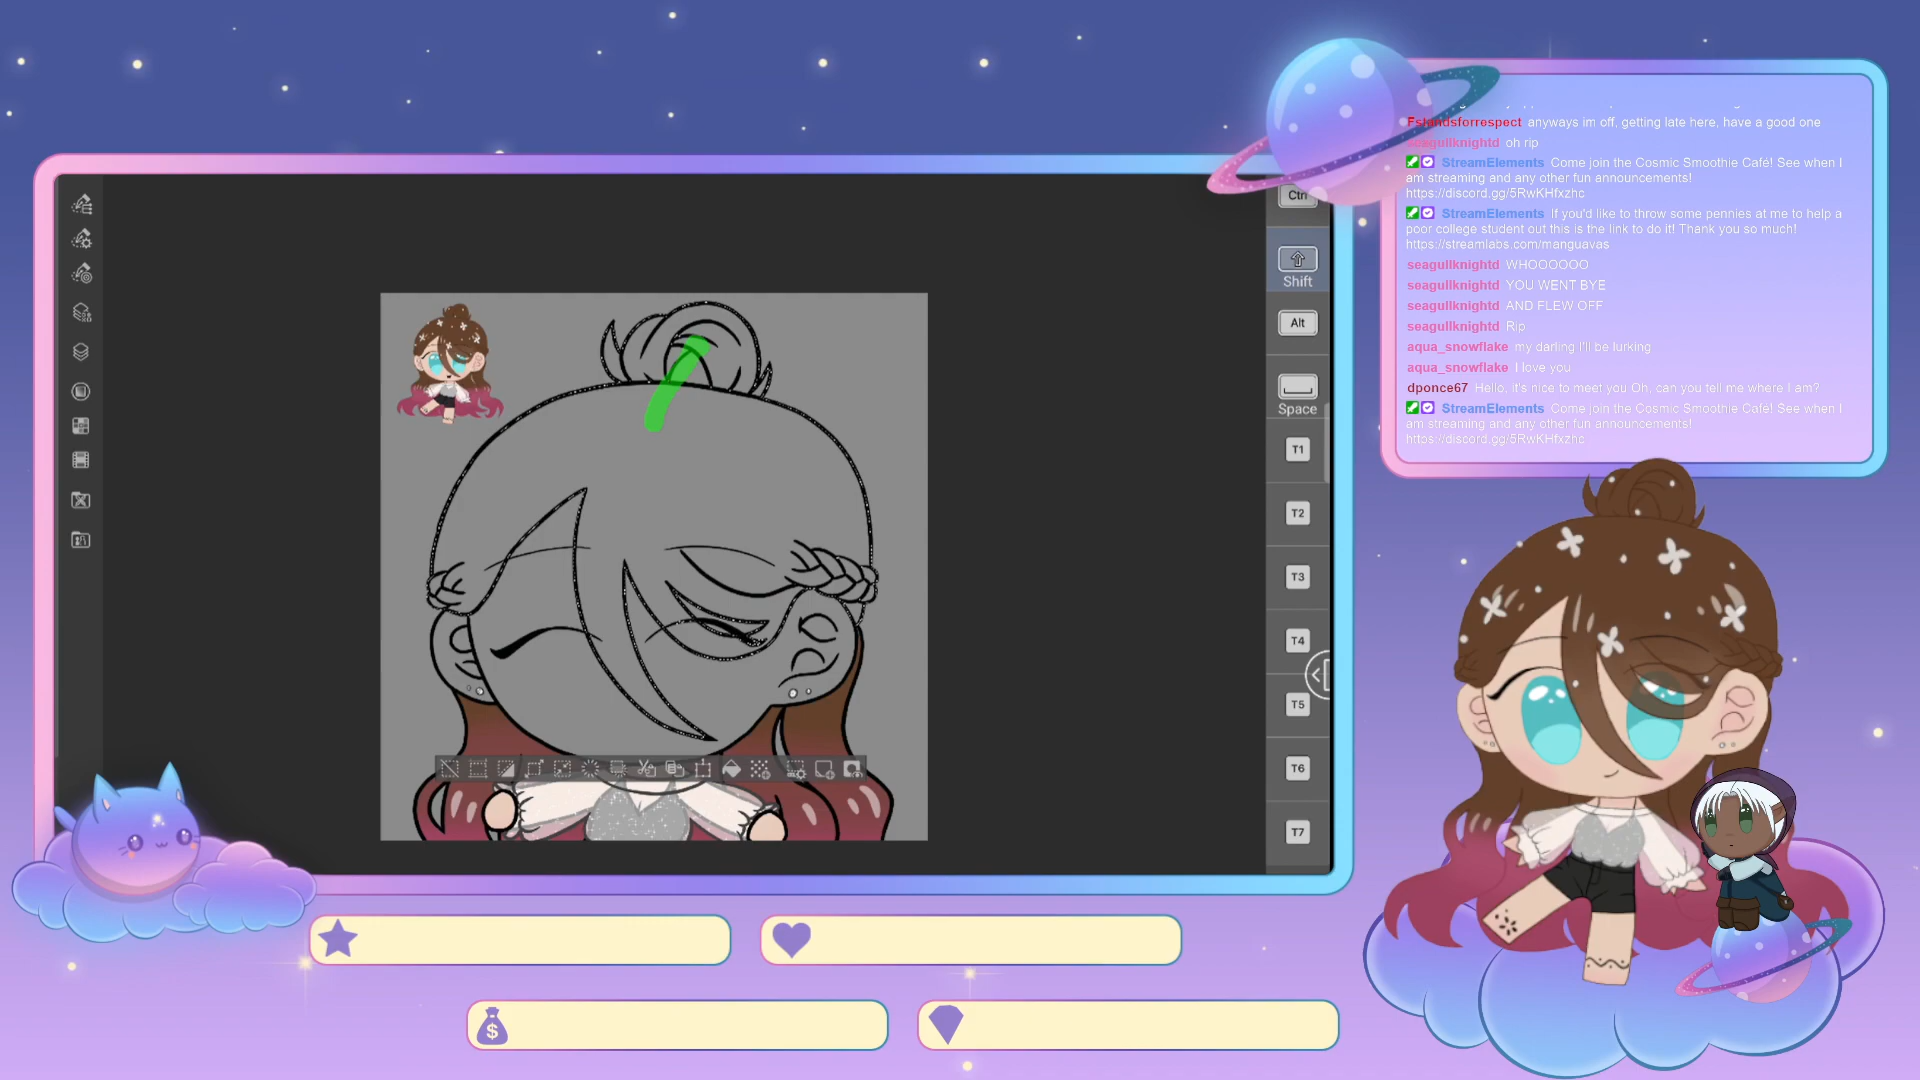 Fstandsforrespect anyways im off, getting late here, have a good one
seagullknightd oh rip
StreamElements Come join the Cosmic Smoothie Café! See when I
am streaming and any other fun announcements!
https://discord.gg/5RwKHfxzhc
StreamElements If you'd like to throw some pennies at me to help a
poor college student out this is the link to do it! Thank you so much!
https://streamlabs.com/manguavas
seagullknightd WHOOOOOO
seagullknightd YOU WENT BYE
seagullknightd AND FLEW OFF
seagullknightd Rip
aqua_snowflake my darling I'll be lurking
aqua_snowflake I love you
dponce67 Hello, it's nice to meet you Oh, can you tell me where I am?
StreamElements Come join the Cosmic Smoothie Café! See when I
am streaming and any other fun announcements!
https://discord.gg/5RwKHfxzhc
Ctrl
Shift
Alt
Space
T1
T2
T3
T4
T5
T6
T7
$